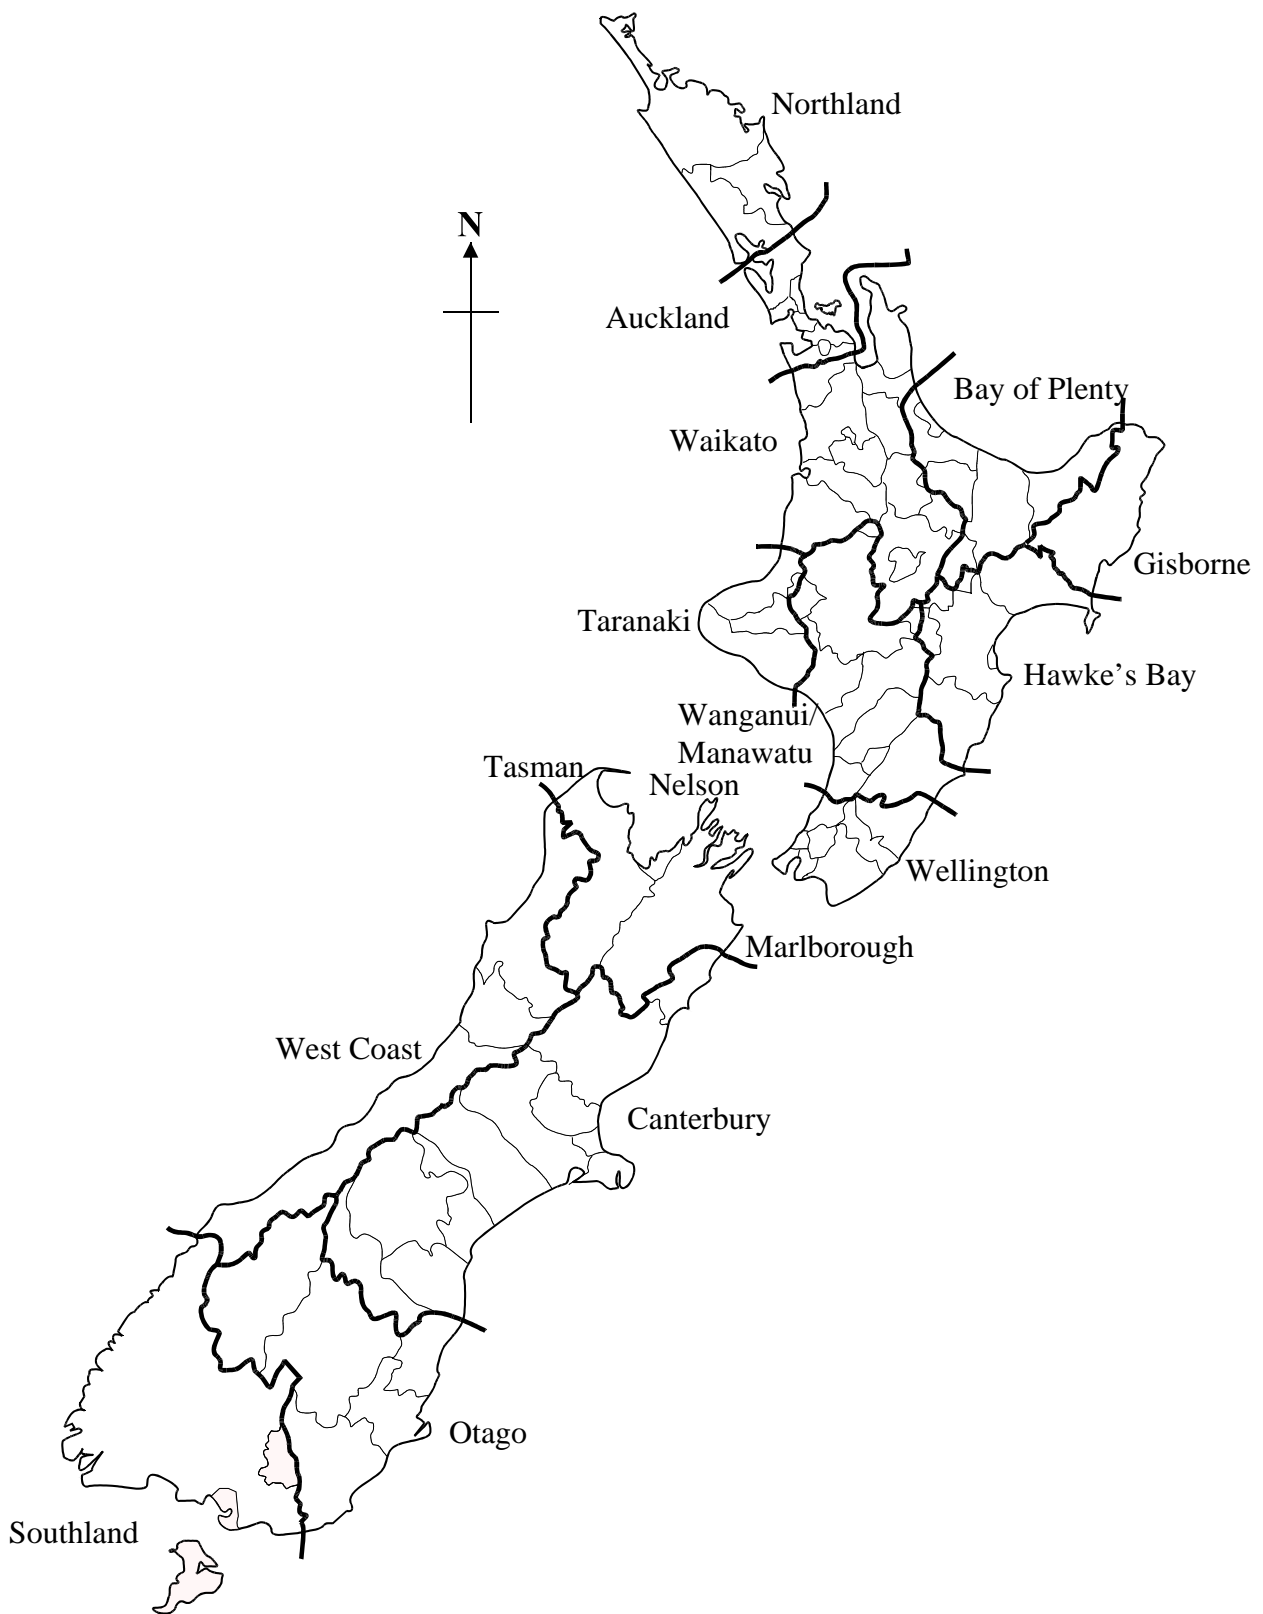 Northland
N
Auckland
Bay of Plenty
Waikato
Gisborne
Taranaki
Hawke’s Bay
Wanganui/
Manawatu
Tasman
Nelson
Wellington
Marlborough
West Coast
Canterbury
Otago
Southland